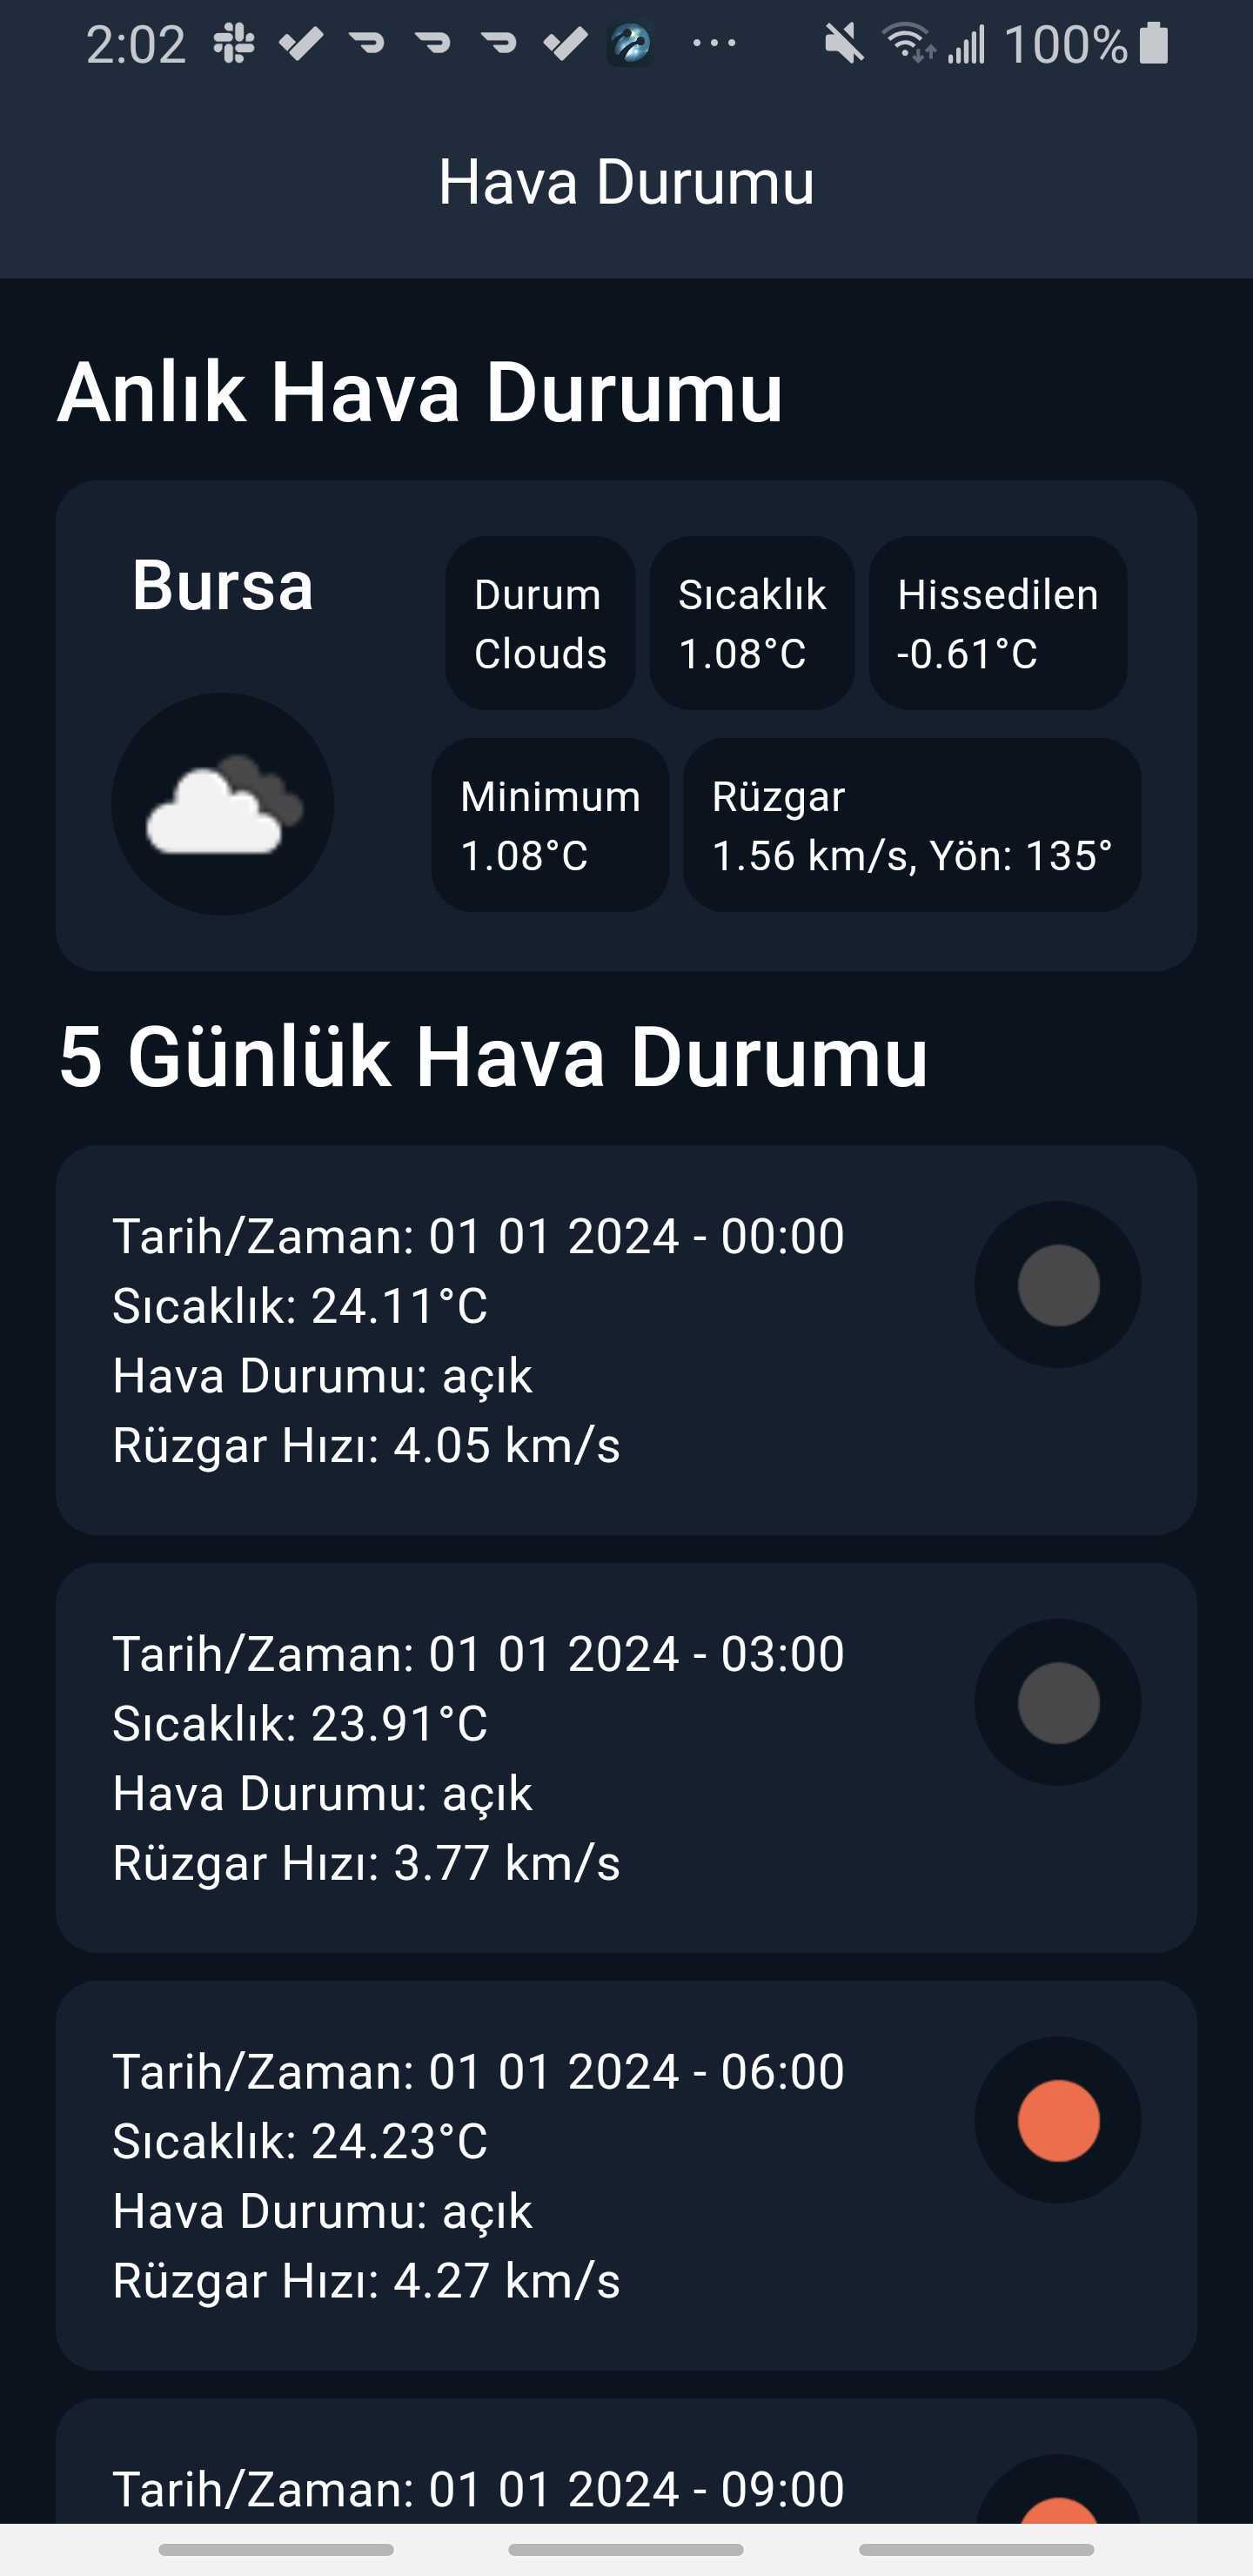 2:02
100%
Hava Durumu
Anlık Hava Durumu
Bursa
Durum
Clouds
Sıcaklık
1.08°C
Hissedilen
-0.61°C
Minimum
1.08°C
Rüzgar
1.56 km/s, Yön: 135°
5 Günlük Hava Durumu
Tarih/Zaman: 01 01 2024 - 00:00
Sıcaklık: 24.11°C
Hava Durumu: açık
Rüzgar Hızı: 4.05 km/s
Tarih/Zaman: 01 01 2024 - 03:00
Sıcaklık: 23.91°C
Hava Durumu: açık
Rüzgar Hızı: 3.77 km/s
Tarih/Zaman: 01 01 2024 - 06:00
Sıcaklık: 24.23°C
Hava Durumu: açık
Rüzgar Hızı: 4.27 km/s
Tarih/Zaman: 01 01 2024 - 09:00